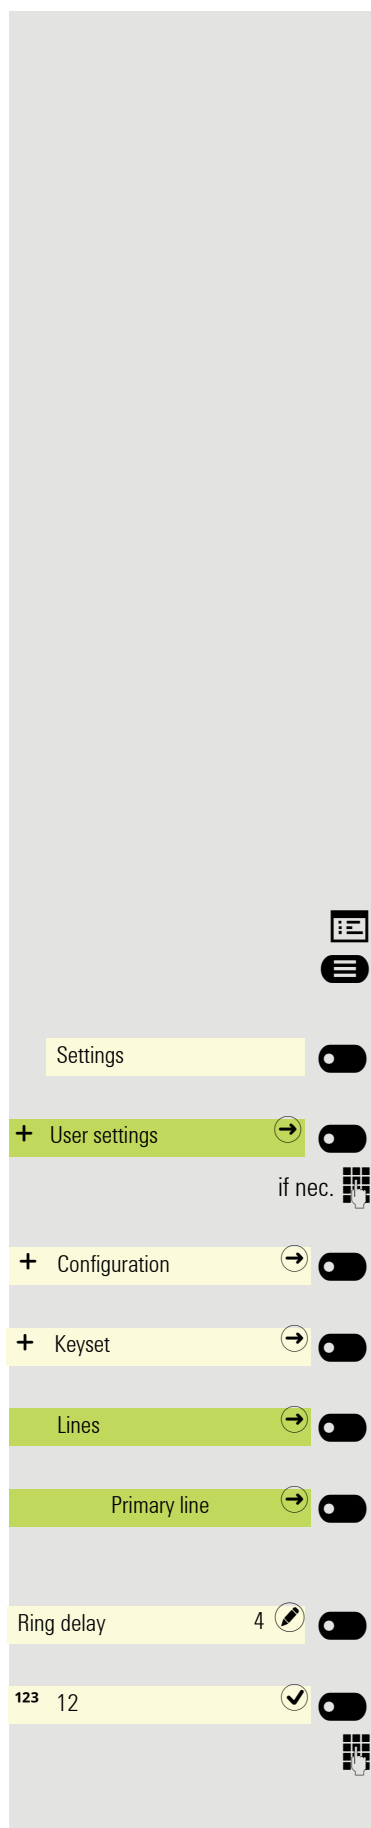 Settings
+ User settings
if nec.
+ Configuration
+ Keyset
Lines
Primary line
Ring delay 4
123 12